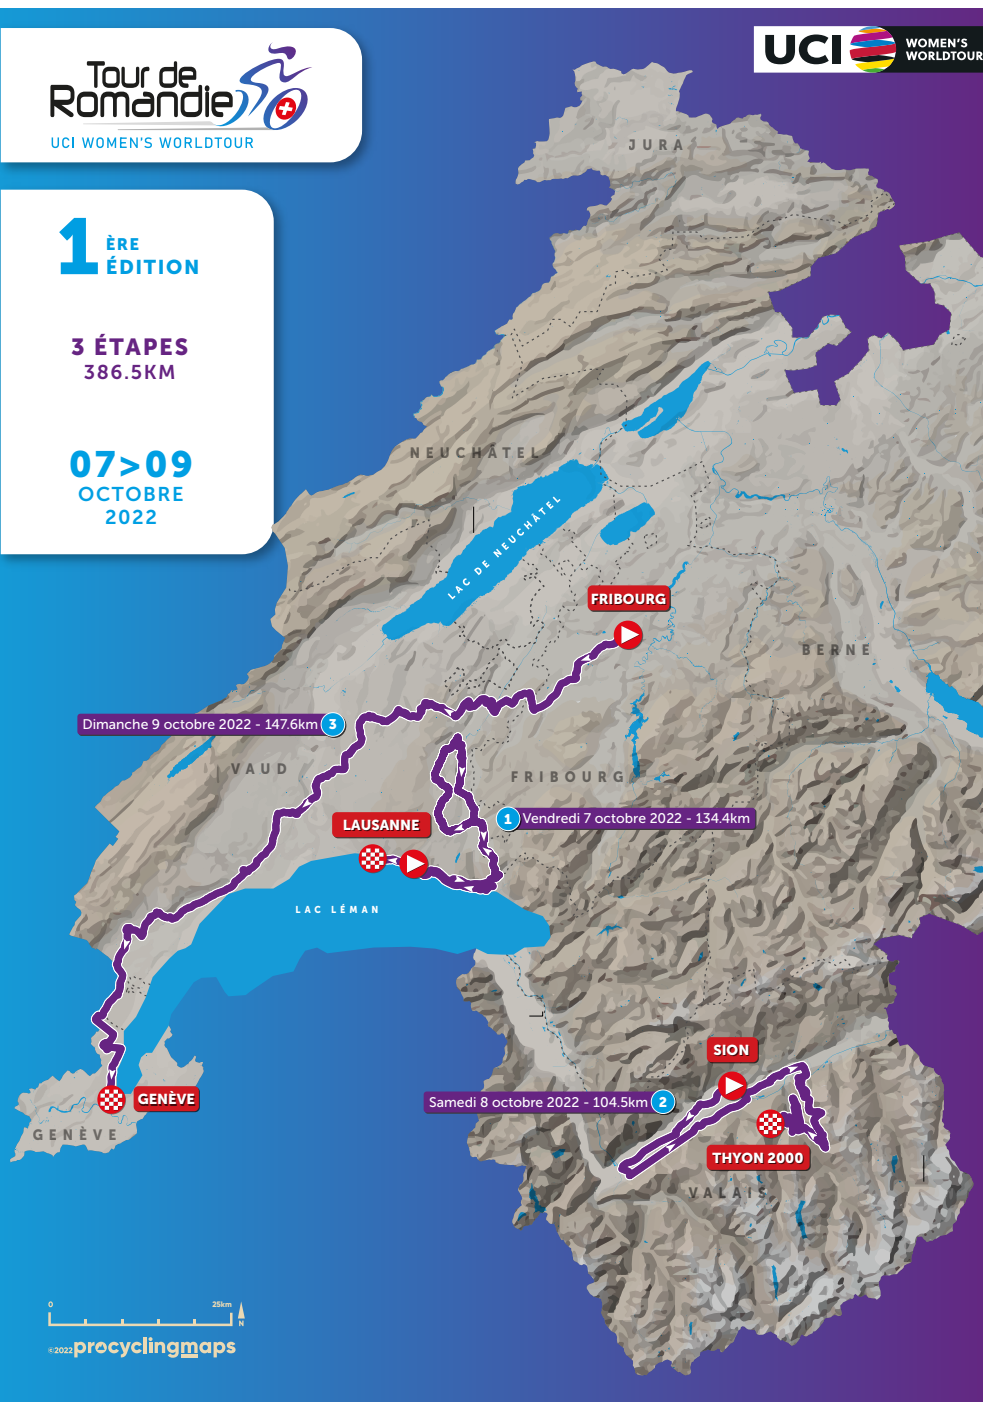 Tour de
Romandie
UCI WOMEN'S WORLDTOUR
UCI WOMEN'S
WORLDTOUR
1 ÈRE
ÉDITION
3 ÉTAPES
386.5KM
07>09
OCTOBRE
2022
JURA
NEUCHÂTEL
LAC DE NEUCHÂTEL
FRIBOURG
BERNE
Dimanche 9 octobre 2022 - 147.6km 3
VAUD
FRIBOURG
1 Vendredi 7 octobre 2022 - 134.4km
LAUSANNE
LAC LÉMAN
SION
GENÈVE
Samedi 8 octobre 2022 - 104.5km 2
GENÈVE
THYON 2000
VALAIS
0 25km
N
©2022 procyclingmaps